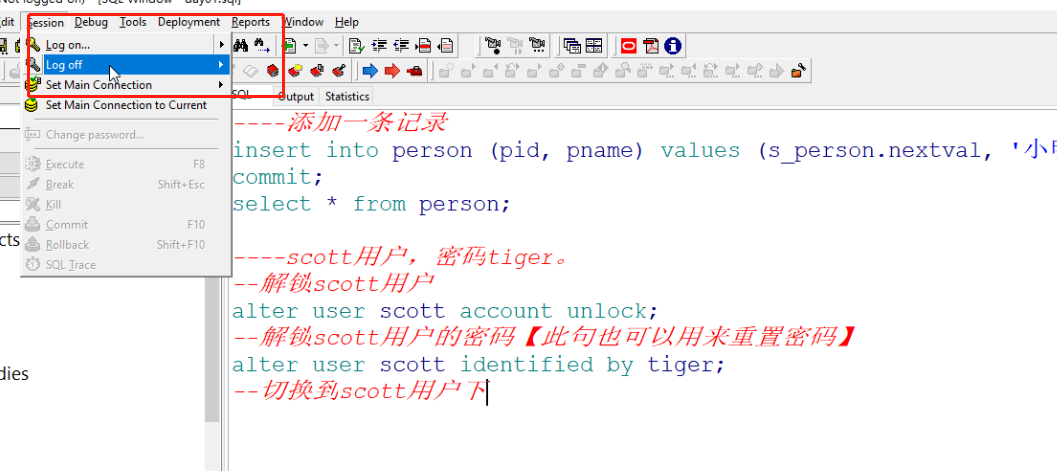 Not logged on) - [SQL Window - day01.sql]
Edit Session Debug Tools Deployment Reports Window Help
Log on...
Log off
Set Main Connection
Set Main Connection to Current
Change password...
Execute F8
Break Shift+Esc
Kill
Commit F10
Rollback Shift+F10
SQL Trace
SQL Output Statistics
----添加一条记录
insert into person (pid, pname) values (s_person.nextval, '小
commit;
select * from person;
----scott用户，密码tiger。
--解锁scott用户
alter user scott account unlock;
--解锁scott用户的密码【此句也可以用来重置密码】
alter user scott identified by tiger;
--切换到scott用户下
cts
dies